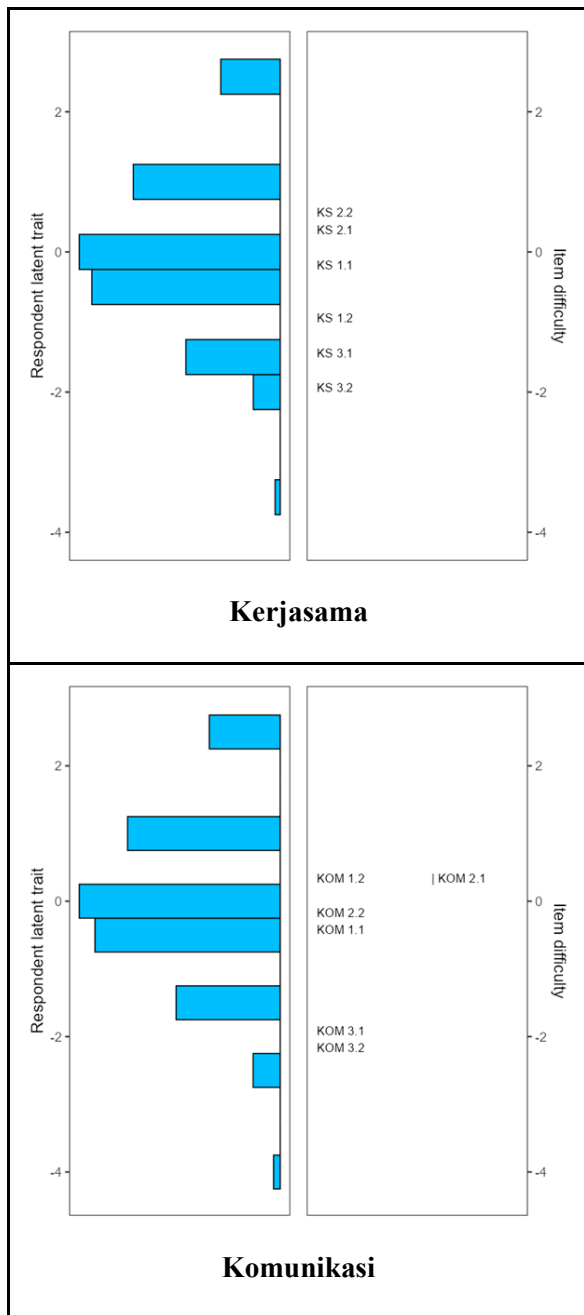 Respondent latent trait
2
0
-2
-4
KS 2.2
KS 2.1
KS 1.1
KS 1.2
KS 3.1
KS 3.2
2
0
-2
-4
Item difficulty
Kerjasama
Respondent latent trait
2
0
-2
-4
KOM 1.2 | KOM 2.1
KOM 2.2
KOM 1.1
KOM 3.1
KOM 3.2
2
0
-2
-4
Item difficulty
Komunikasi